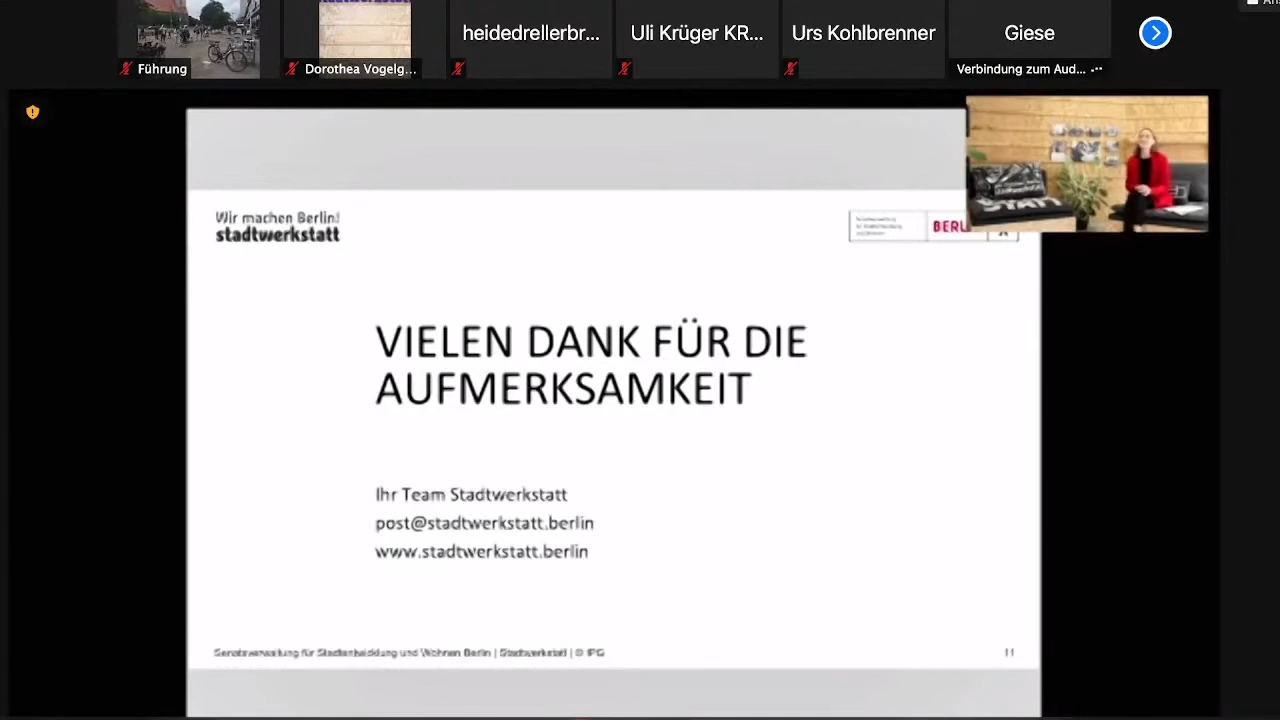 heidedrellerbr...
Uli Krüger KR...
Urs Kohlbrenner
Giese
Führung
Dorothea Vogelg...
Verbindung zum Aud...
Wir machen Berlin!
stadtwerkstatt
VIELEN DANK FÜR DIE
AUFMERKSAMKEIT
Ihr Team Stadtwerkstatt
post@stadtwerkstatt.berlin
www.stadtwerkstatt.berlin
Senatsverwaltung für Stadtentwicklung und Wohnen Berlin | Stadtwerkstatt | © IPG
11